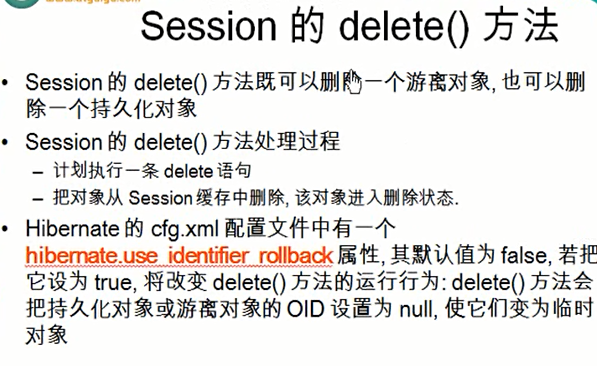 Session 的 delete() 方法
• Session 的 delete() 方法既可以删除一个游离对象, 也可以删
除一个持久化对象
• Session 的 delete() 方法处理过程
– 计划执行一条 delete 语句
– 把对象从 Session 缓存中删除, 该对象进入删除状态.
• Hibernate 的 cfg.xml 配置文件中有一个
hibernate.use_identifier_rollback 属性, 其默认值为 false, 若把
它设为 true, 将改变 delete() 方法的运行行为: delete() 方法会
把持久化对象或游离对象的 OID 设置为 null, 使它们变为临时
对象